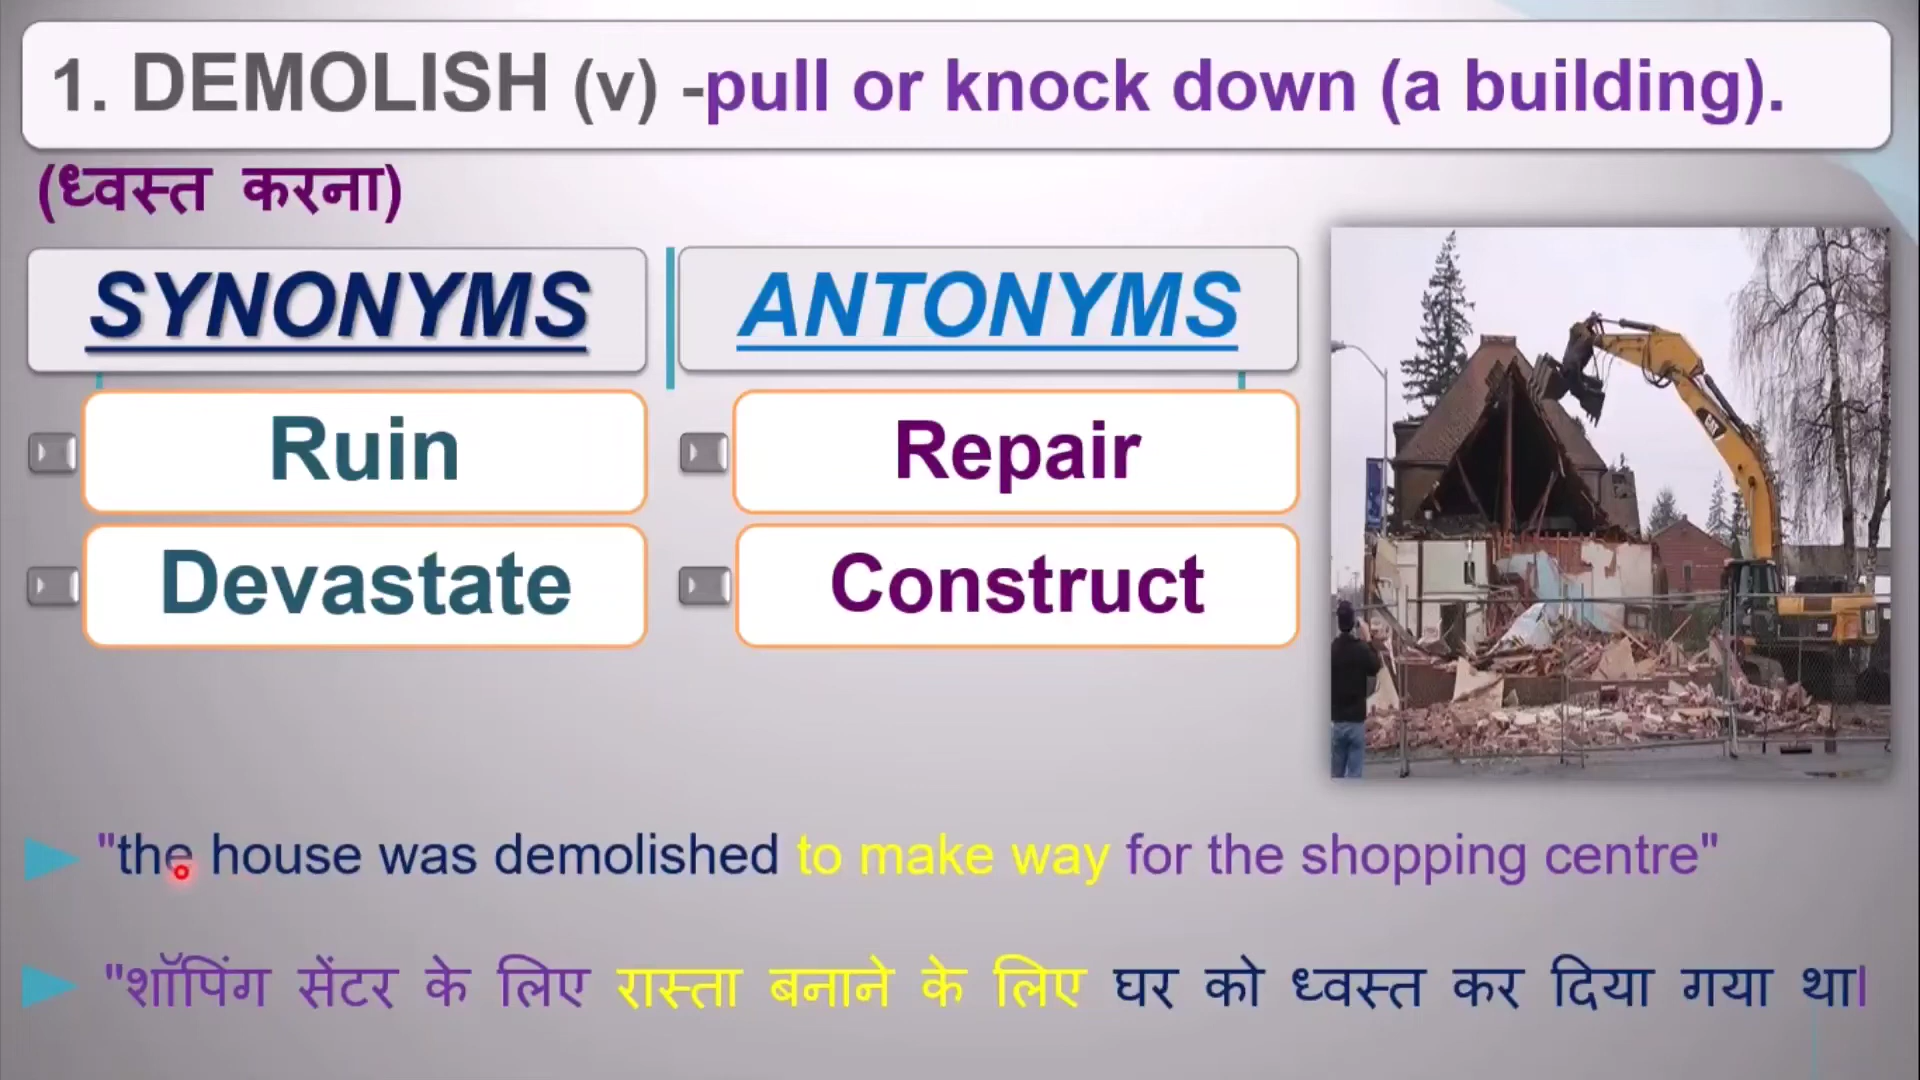 1. DEMOLISH (v) -pull or knock down (a building).
(ध्वस्त करना)
SYNONYMS
ANTONYMS
Ruin
Repair
Devastate
Construct
CAT
"the house was demolished to make way for the shopping centre"
"शॉपिंग सेंटर के लिए रास्ता बनाने के लिए घर को ध्वस्त कर दिया गया था।